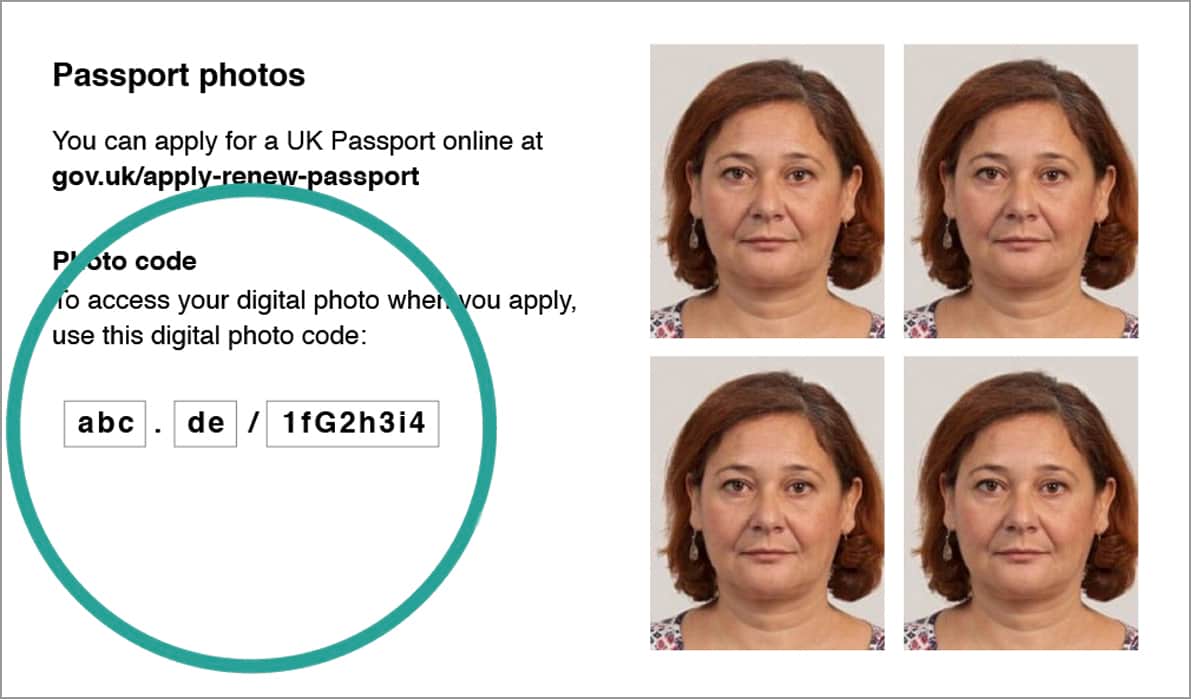 Passport photos
You can apply for a UK Passport online at
gov.uk/apply-renew-passport
Photo code
To access your digital photo when you apply,
use this digital photo code:
abc . de / 1fG2h3i4